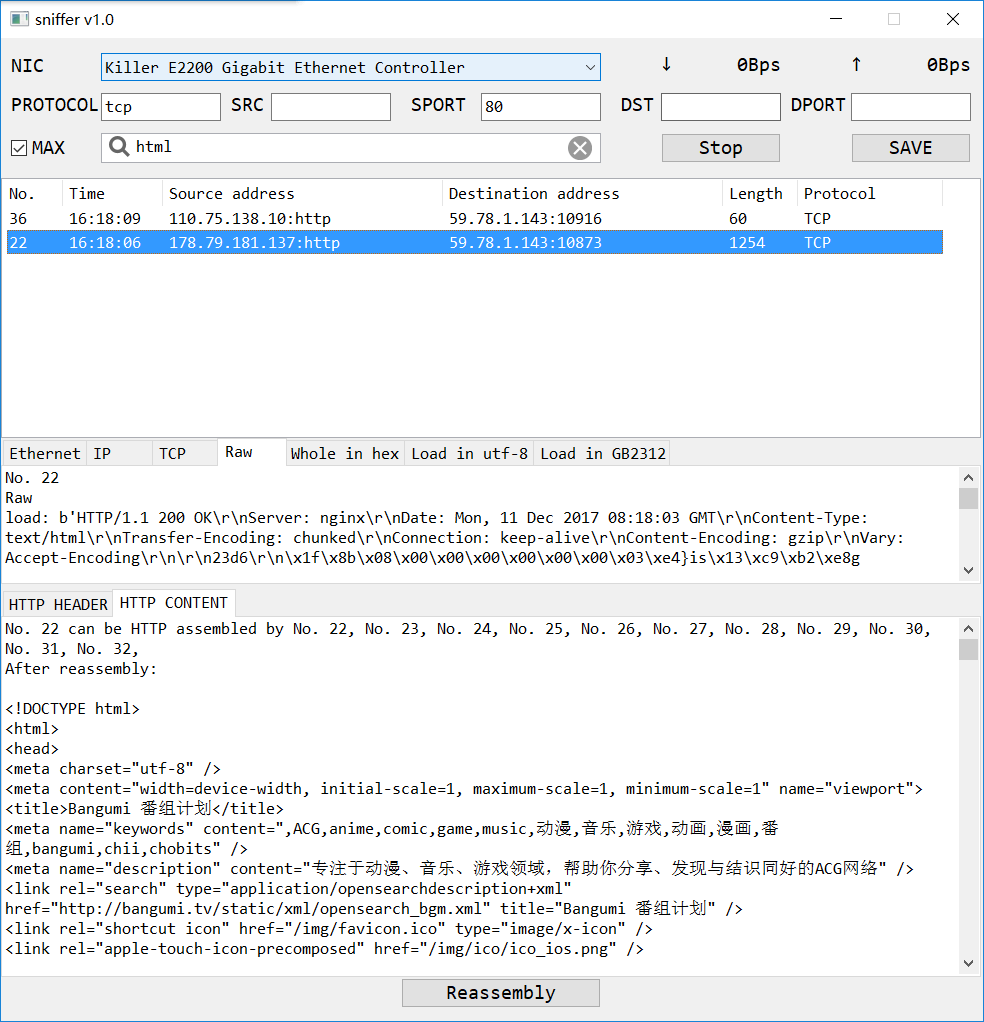 sniffer v1.0
NIC Killer E2200 Gigabit Ethernet Controller ↓ 0Bps ↑ 0Bps
PROTOCOL tcp SRC SPORT 80 DST DPORT
MAX html Stop SAVE
No. Time Source address Destination address Length Protocol
36 16:18:09 110.75.138.10:http 59.78.1.143:10916 60 TCP
22 16:18:06 178.79.181.137:http 59.78.1.143:10873 1254 TCP
Ethernet IP TCP Raw Whole in hex Load in utf-8 Load in GB2312
No. 22
Raw
load: b'HTTP/1.1 200 OK\r\nServer: nginx\r\nDate: Mon, 11 Dec 2017 08:18:03 GMT\r\nContent-Type:
text/html\r\nTransfer-Encoding: chunked\r\nConnection: keep-alive\r\nContent-Encoding: gzip\r\nVary:
Accept-Encoding\r\n\r\n23d6\r\n\x1f\x8b\x08\x00\x00\x00\x00\x00\x00\x03\xe4}is\x13\xc9\xb2\xe8g
HTTP HEADER HTTP CONTENT
No. 22 can be HTTP assembled by No. 22, No. 23, No. 24, No. 25, No. 26, No. 27, No. 28, No. 29, No. 30,
No. 31, No. 32,
After reassembly:
<!DOCTYPE html>
<html>
<head>
<meta charset="utf-8" />
<meta content="width=device-width, initial-scale=1, maximum-scale=1, minimum-scale=1" name="viewport">
<title>Bangumi 番组计划</title>
<meta name="keywords" content=",ACG,anime,comic,game,music,动漫,音乐,游戏,动画,漫画,番
组,bangumi,chii,chobits" />
<meta name="description" content="专注于动漫、音乐、游戏领域，帮助你分享、发现与结识同好的ACG网络" />
<link rel="search" type="application/opensearchdescription+xml"
href="http://bangumi.tv/static/xml/opensearch_bgm.xml" title="Bangumi 番组计划" />
<link rel="shortcut icon" href="/img/favicon.ico" type="image/x-icon" />
<link rel="apple-touch-icon-precomposed" href="/img/ico/ico_ios.png" />
Reassembly